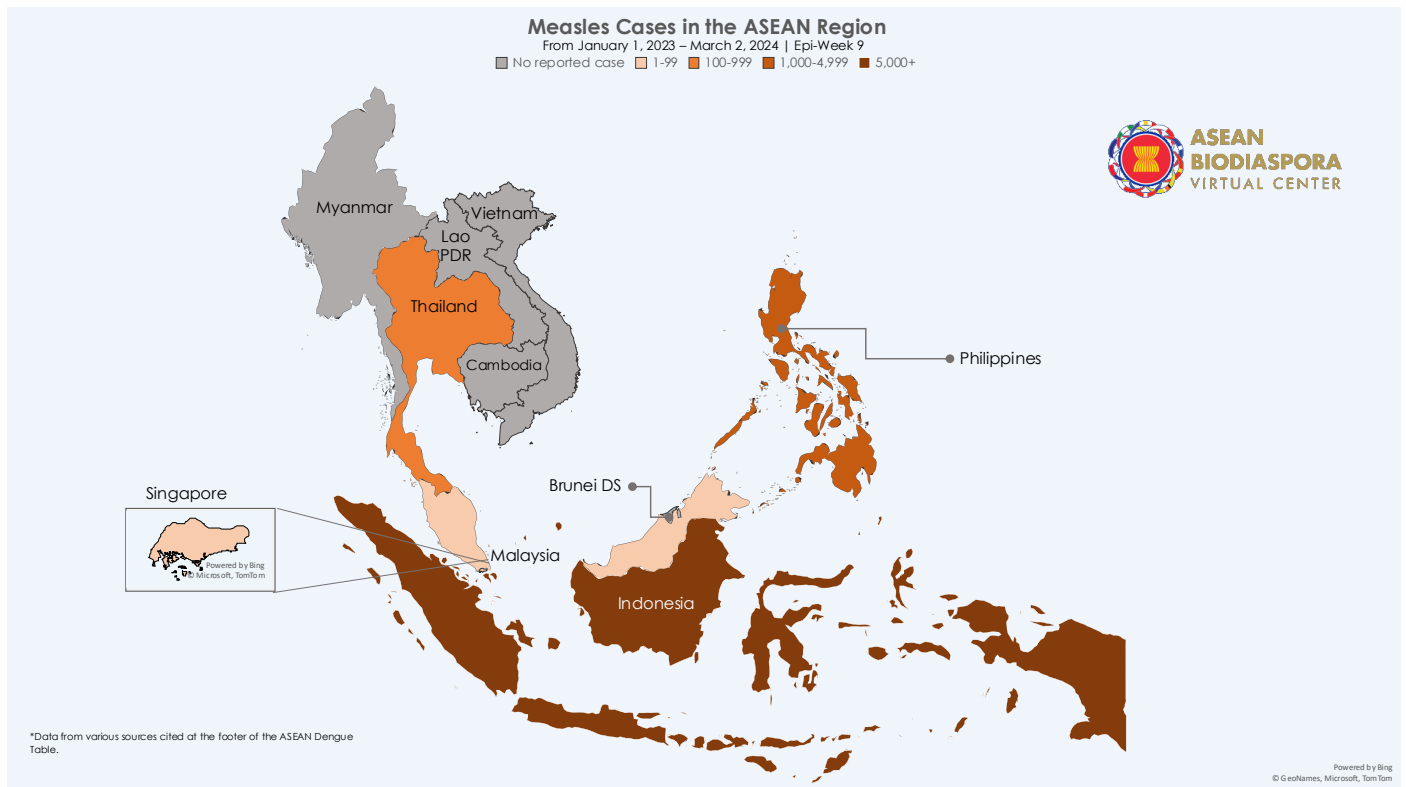 Measles Cases in the ASEAN Region
From January 1, 2023 – March 2, 2024 | Epi-Week 9
No reported case 1-99 100-999 1,000-4,999 5,000+
ASEAN
BIODIASPORA
VIRTUAL CENTER
Myanmar
Vietnam
Lao
PDR
Thailand
Cambodia
Philippines
Brunei DS
Singapore
Powered by Bing
© Microsoft, TomTom
Malaysia
Indonesia
*Data from various sources cited at the footer of the ASEAN Dengue
Table.
Powered by Bing
© GeoNames, Microsoft, TomTom